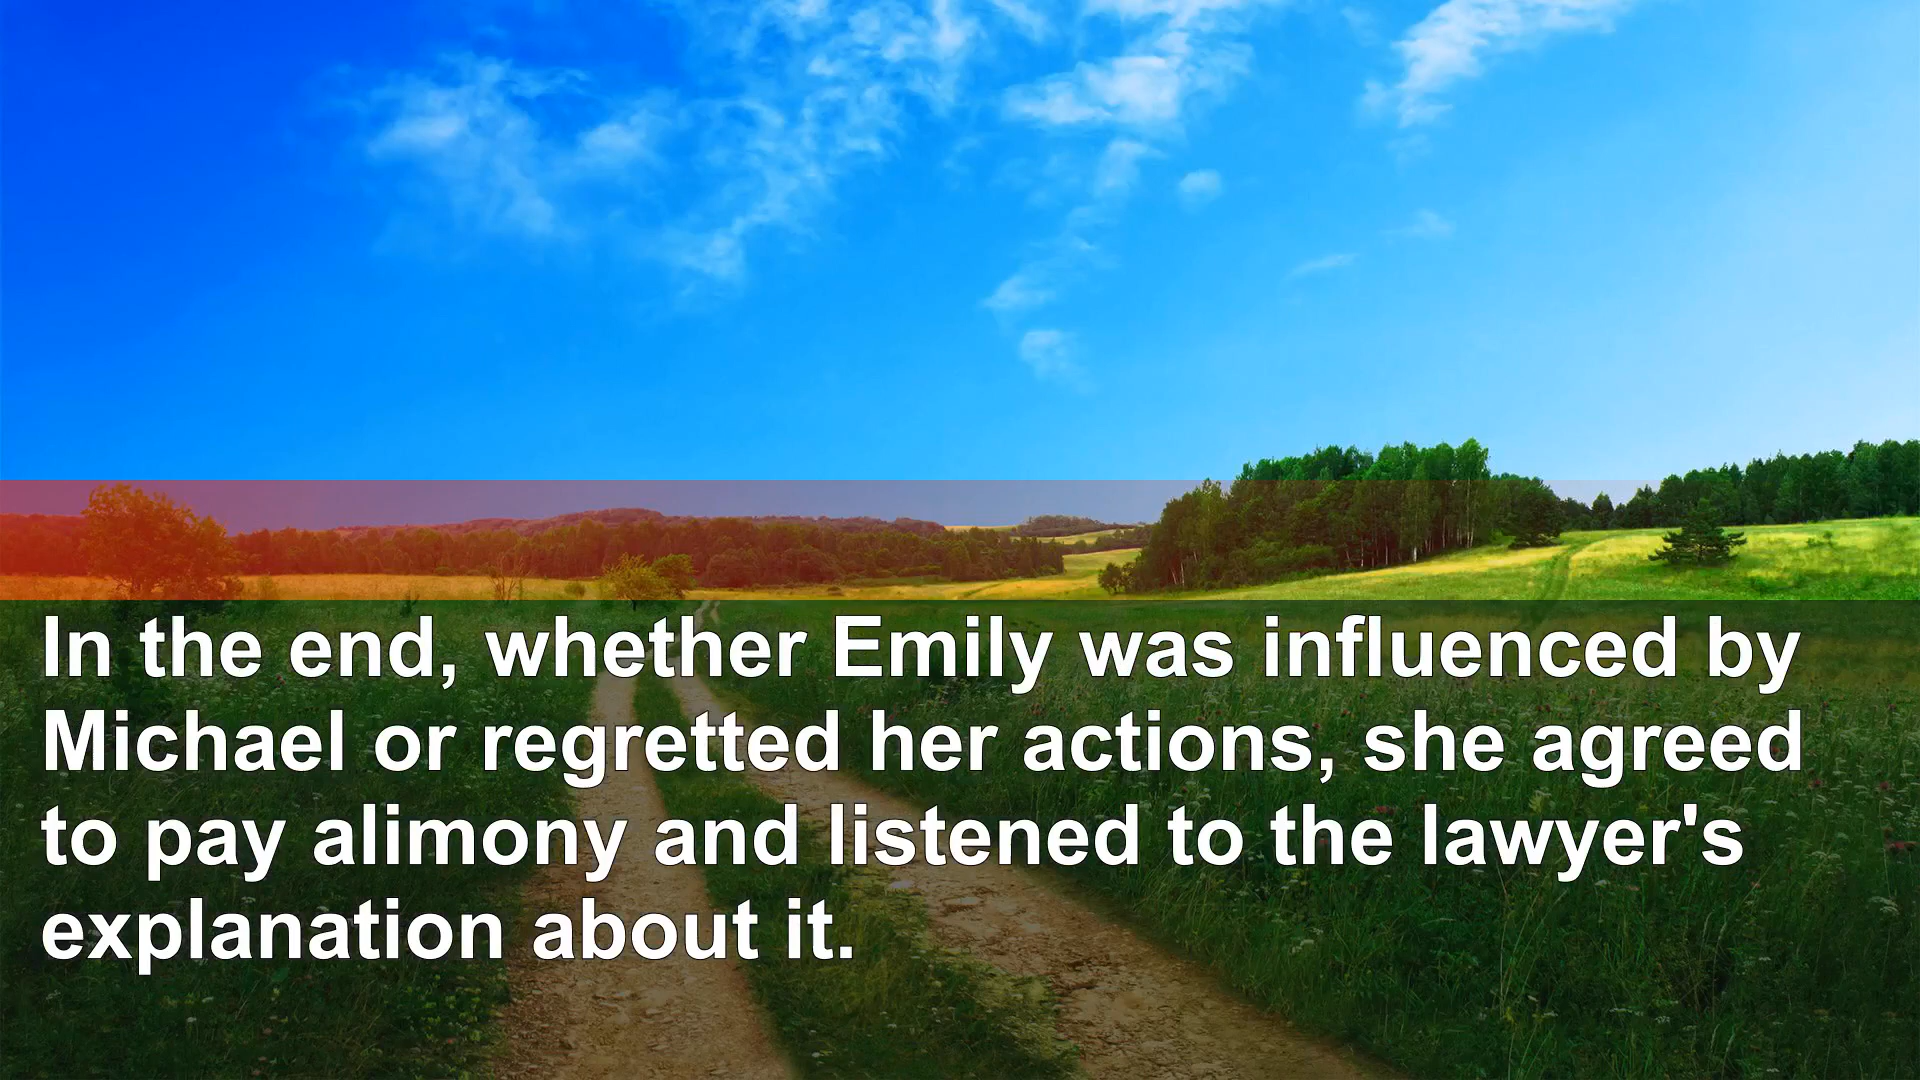 In the end, whether Emily was influenced by
Michael or regretted her actions, she agreed
to pay alimony and listened to the lawyer's
explanation about it.